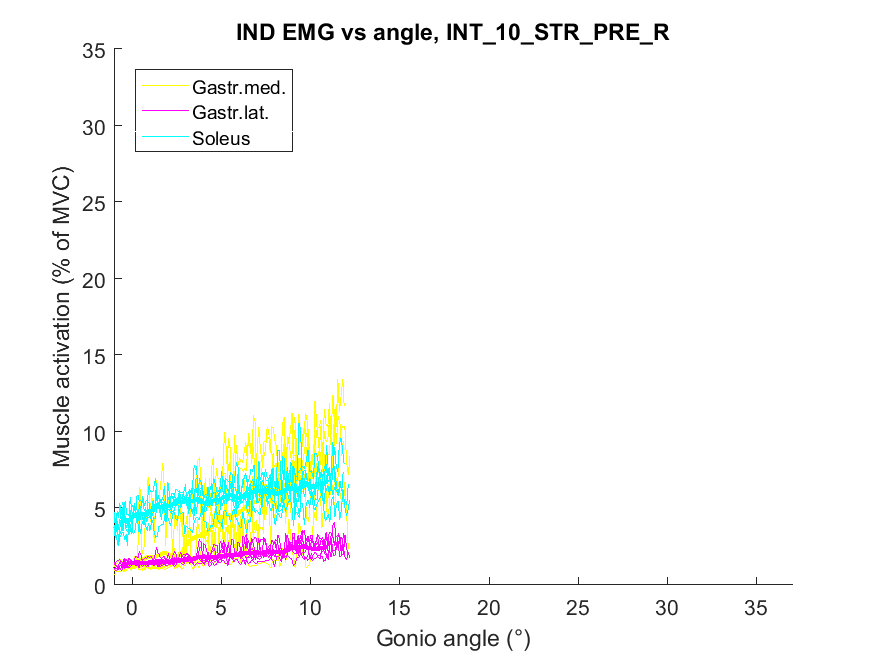 IND EMG vs angle, INT_10_STR_PRE_R
Muscle activation (% of MVC)
35
30
25
20
15
10
5
0
Gastr.med.
Gastr.lat.
Soleus
0 5 10 15 20 25 30 35
Gonio angle (°)